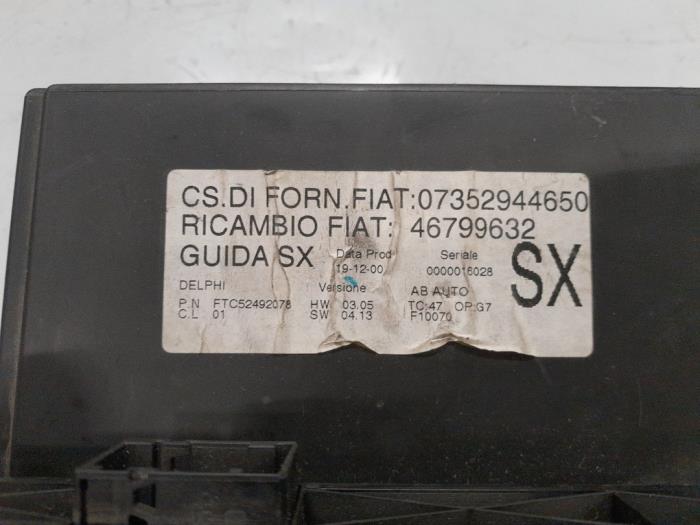 CS.DI FORN.FIAT:07352944650
RICAMBIO FIAT: 46799632
GUIDA SX Data Prod 19-12-00 Seriale 0000016028 SX
DELPHI Versione AB AUTO
P.N FTC52492078 HW 03.05 TC:47 OP:G7
C.L 01 SW 04.13 F10070